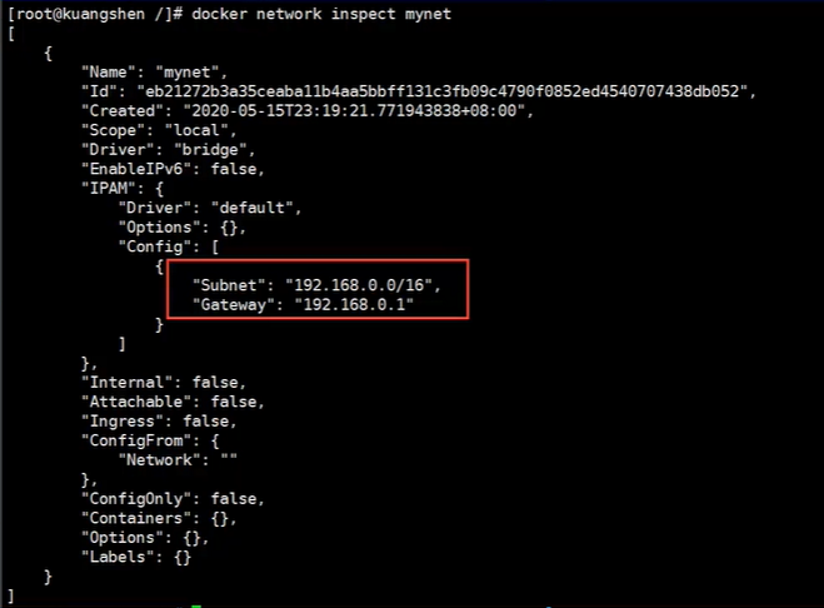 [root@kuangshen /]# docker network inspect mynet
[
    {
        "Name": "mynet",
        "Id": "eb21272b3a35ceaba11b4aa5bbff131c3fb09c4790f0852ed4540707438db052",
        "Created": "2020-05-15T23:19:21.771943838+08:00",
        "Scope": "local",
        "Driver": "bridge",
        "EnableIPv6": false,
        "IPAM": {
            "Driver": "default",
            "Options": {},
            "Config": [
                {
                    "Subnet": "192.168.0.0/16",
                    "Gateway": "192.168.0.1"
                }
            ]
        },
        "Internal": false,
        "Attachable": false,
        "Ingress": false,
        "ConfigFrom": {
            "Network": ""
        },
        "ConfigOnly": false,
        "Containers": {},
        "Options": {},
        "Labels": {}
    }
]